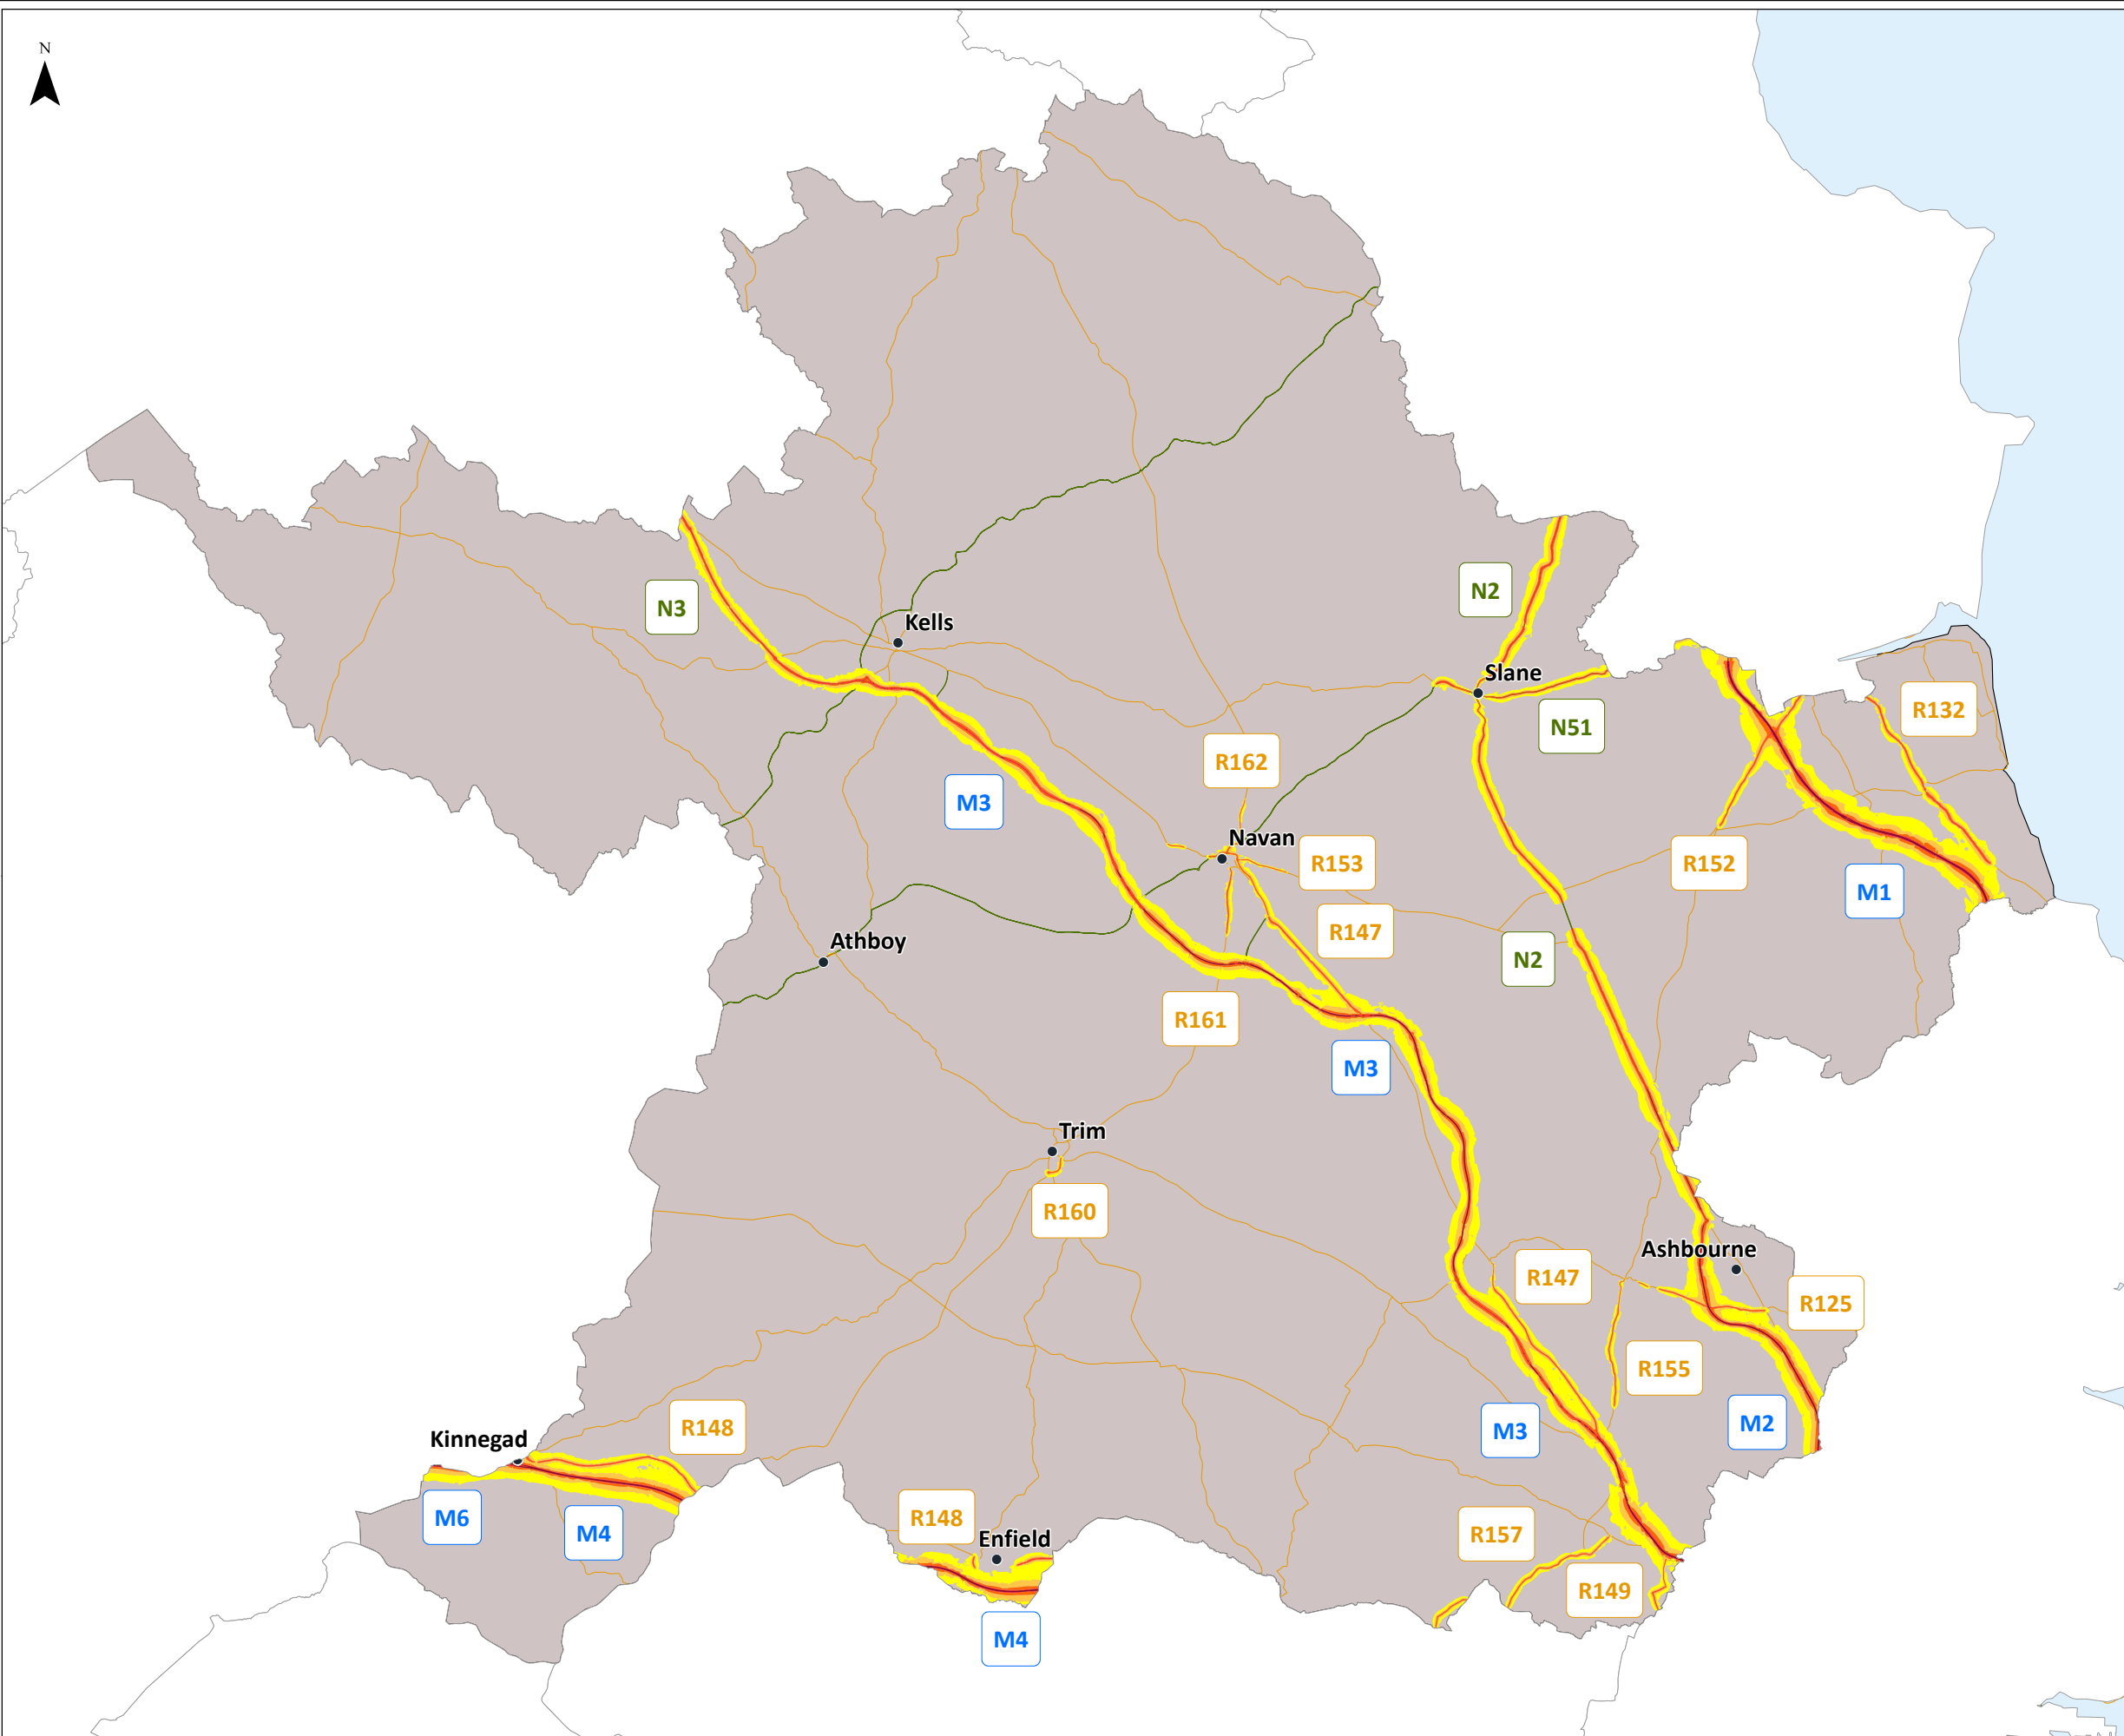 N
N3
N2
Kells
Slane
N51
R132
R162
M3
Navan
R153
R152
M1
R147
Athboy
N2
R161
M3
Trim
R160
Ashbourne
R147
R125
R155
M2
R148
M3
Kinnegad
M6
M4
R148
Enfield
R157
R149
M4